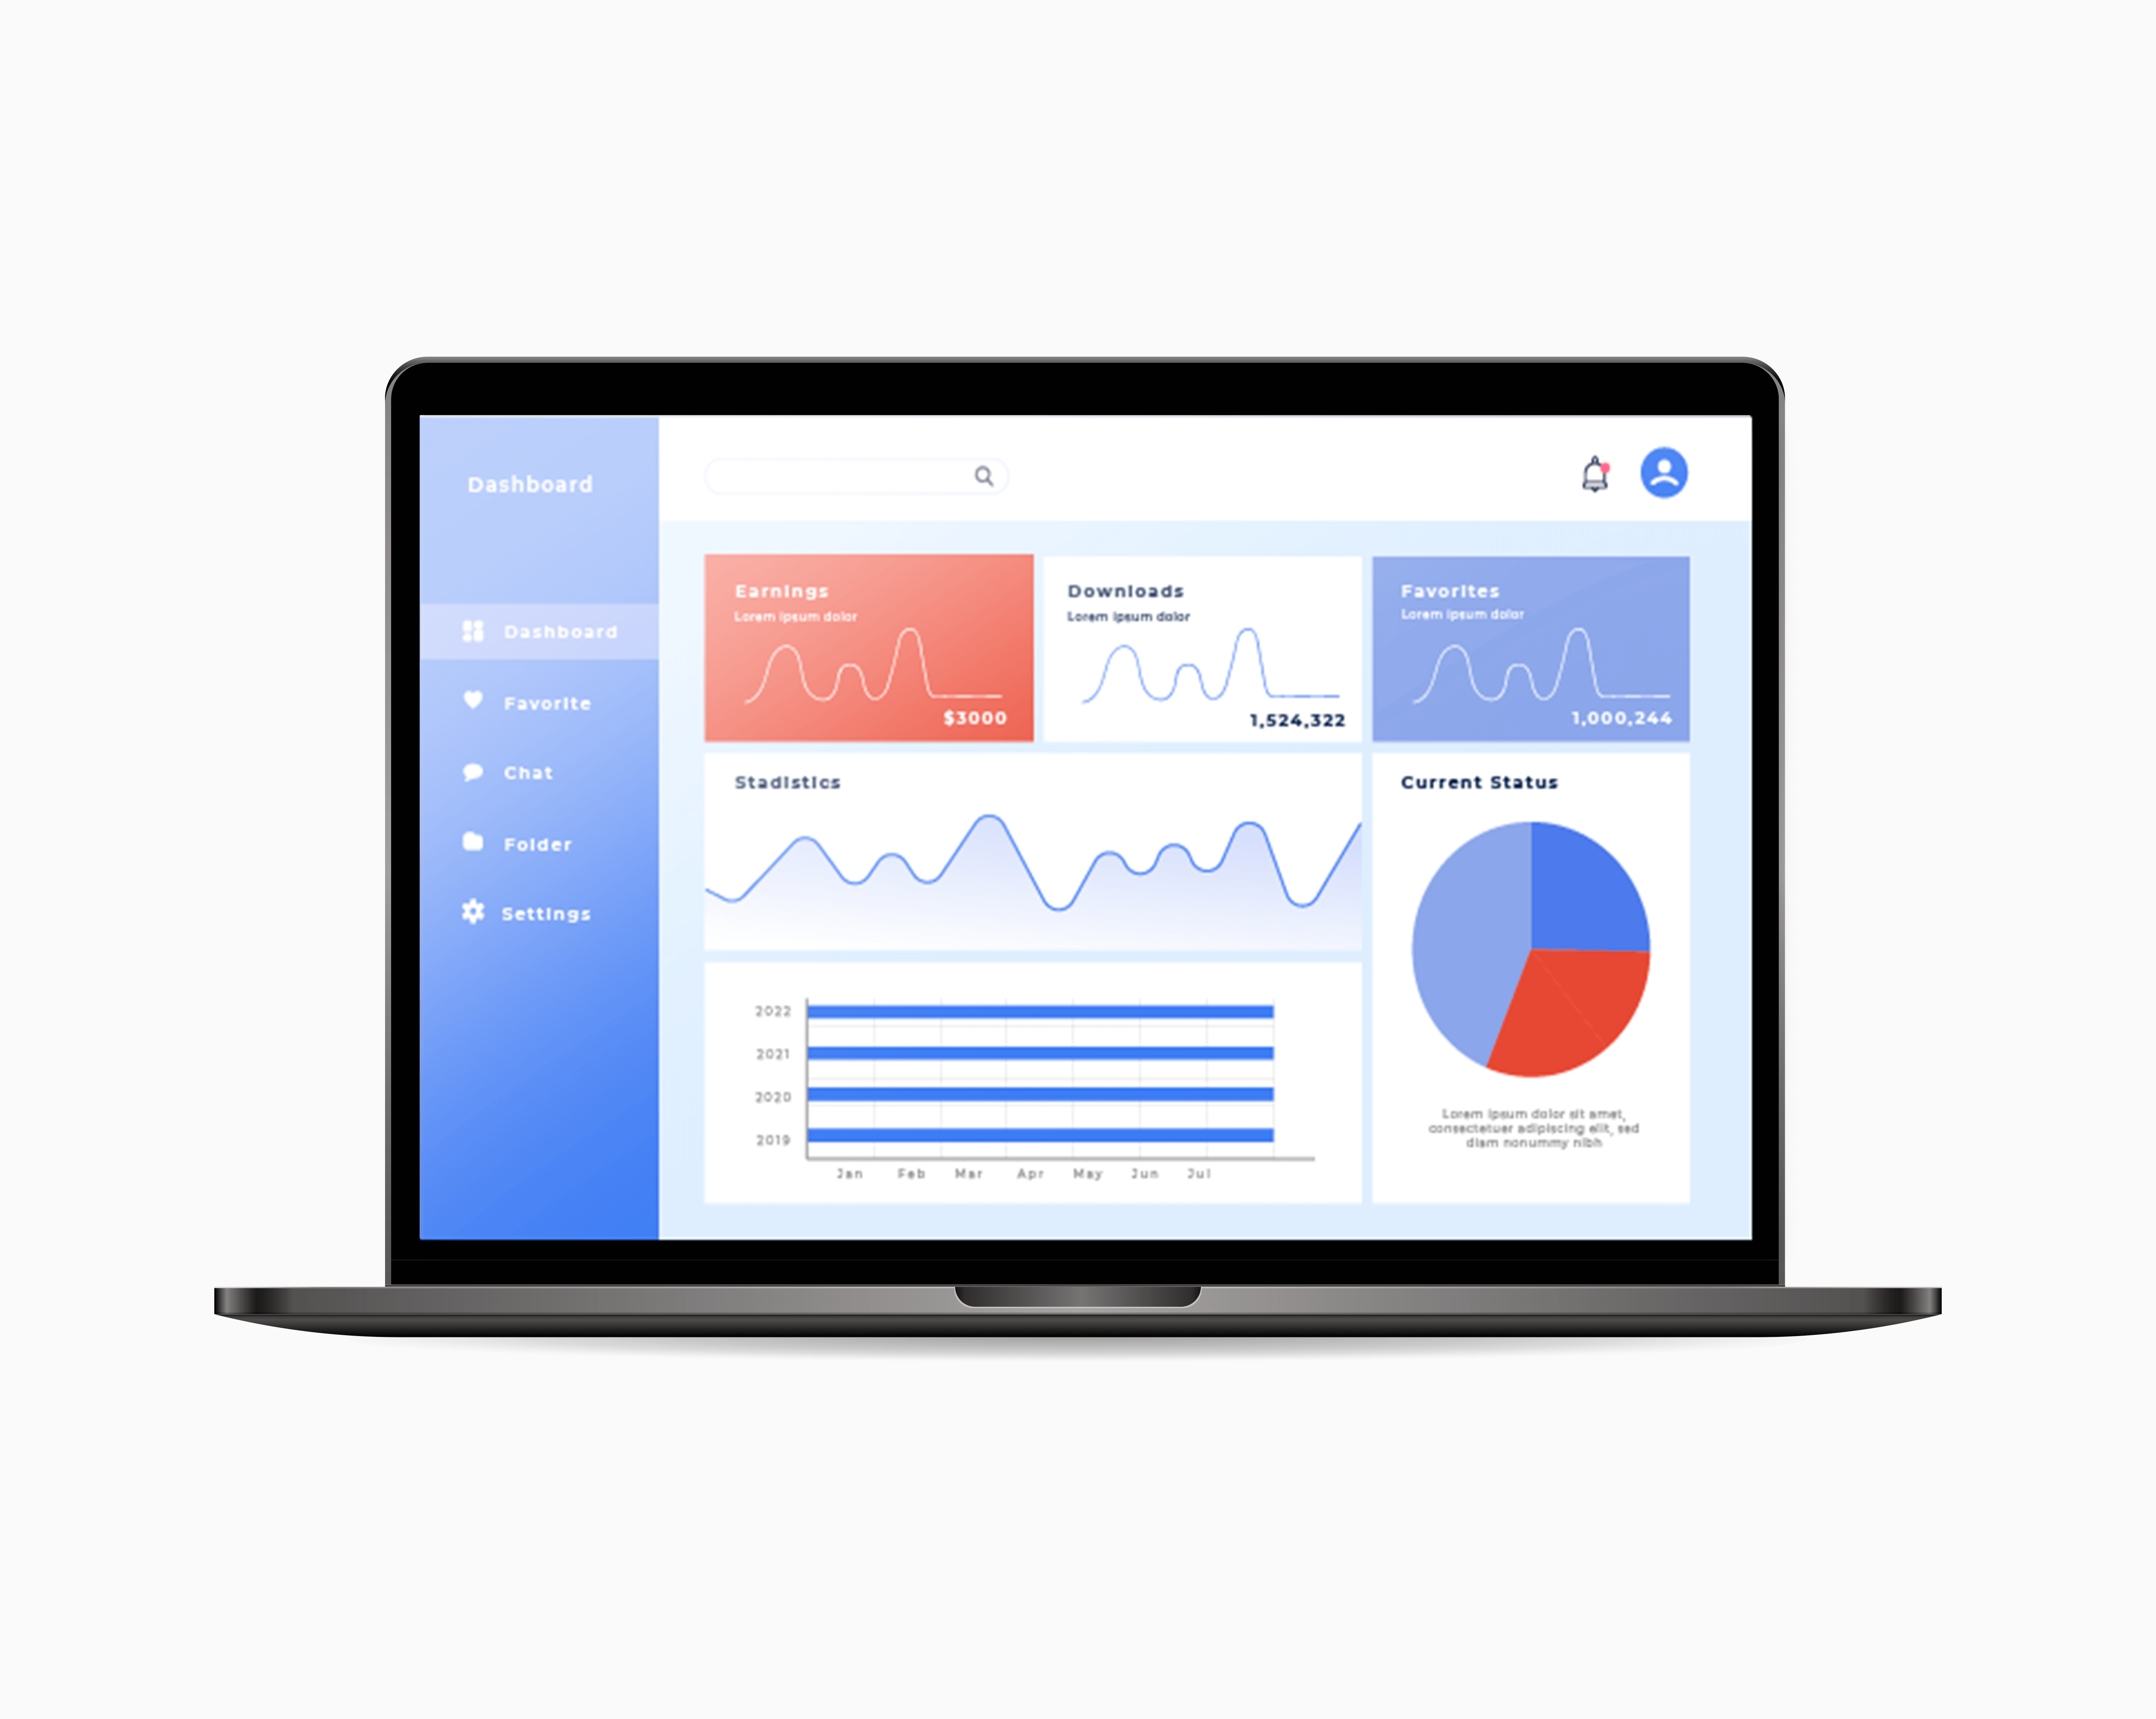 Dashboard
Dashboard
Favorite
Chat
Folder
Settings
Earnings
Lorem ipsum dolor
$3000
Downloads
Lorem ipsum dolor
1,524,322
Favorites
Lorem ipsum dolor
1,000,244
Stadistics
2022
2021
2020
2019
Jan Feb Mar Apr May Jun Jul
Current Status
Lorem ipsum dolor sit amet,
consectetuer adipiscing elit, sed
diam nonummy nibh